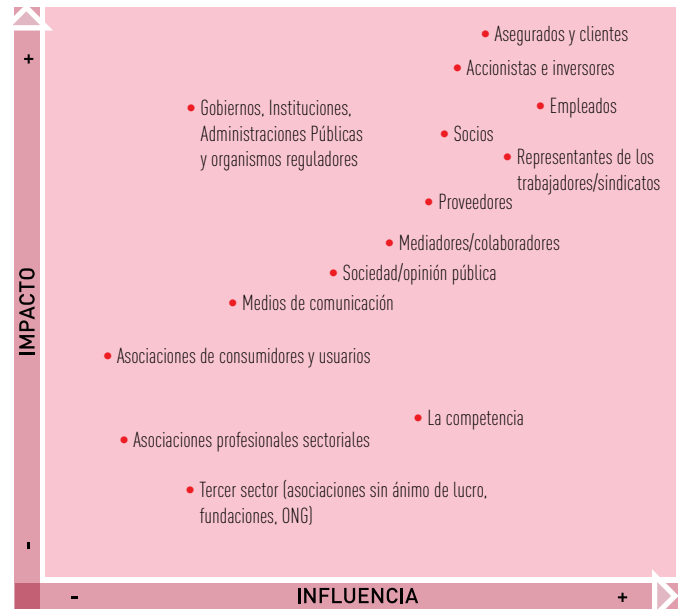 +
IMPACTO
-
• Asegurados y clientes
• Accionistas e inversores
• Empleados
• Gobiernos, Instituciones,
Administraciones Públicas
y organismos reguladores
• Socios
• Representantes de los
trabajadores/sindicatos
• Proveedores
• Mediadores/colaboradores
• Sociedad/opinión pública
• Medios de comunicación
• Asociaciones de consumidores y usuarios
• La competencia
• Asociaciones profesionales sectoriales
• Tercer sector (asociaciones sin ánimo de lucro,
fundaciones, ONG)
- INFLUENCIA +